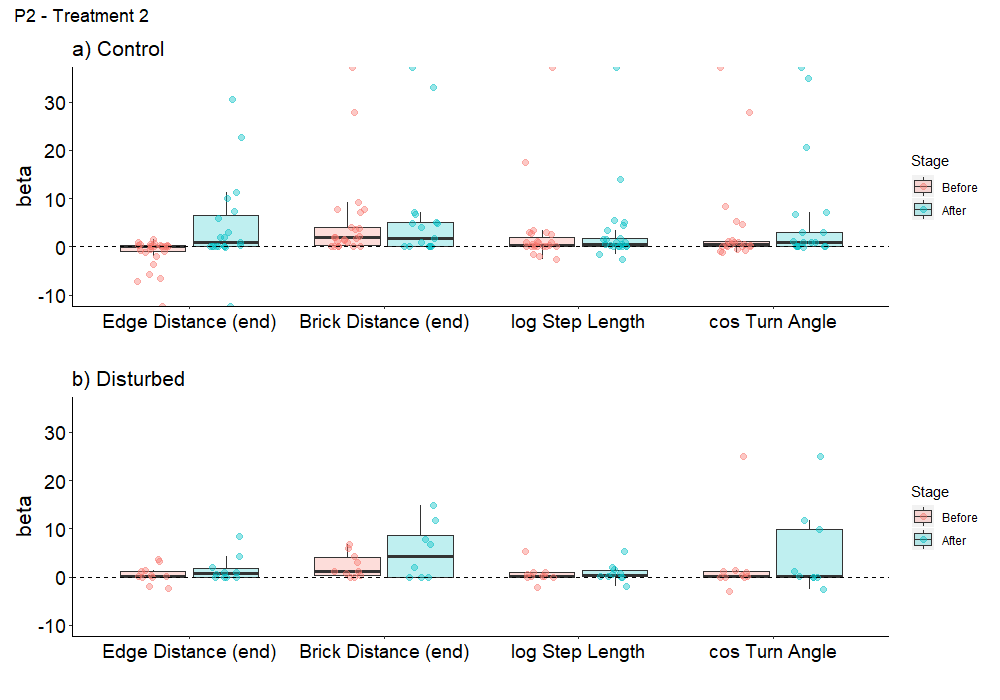 P2 - Treatment 2
a) Control
beta
30
20
10
0
-10
Edge Distance (end) Brick Distance (end) log Step Length cos Turn Angle
Stage
Before
After
b) Disturbed
beta
30
20
10
0
-10
Edge Distance (end) Brick Distance (end) log Step Length cos Turn Angle
Stage
Before
After